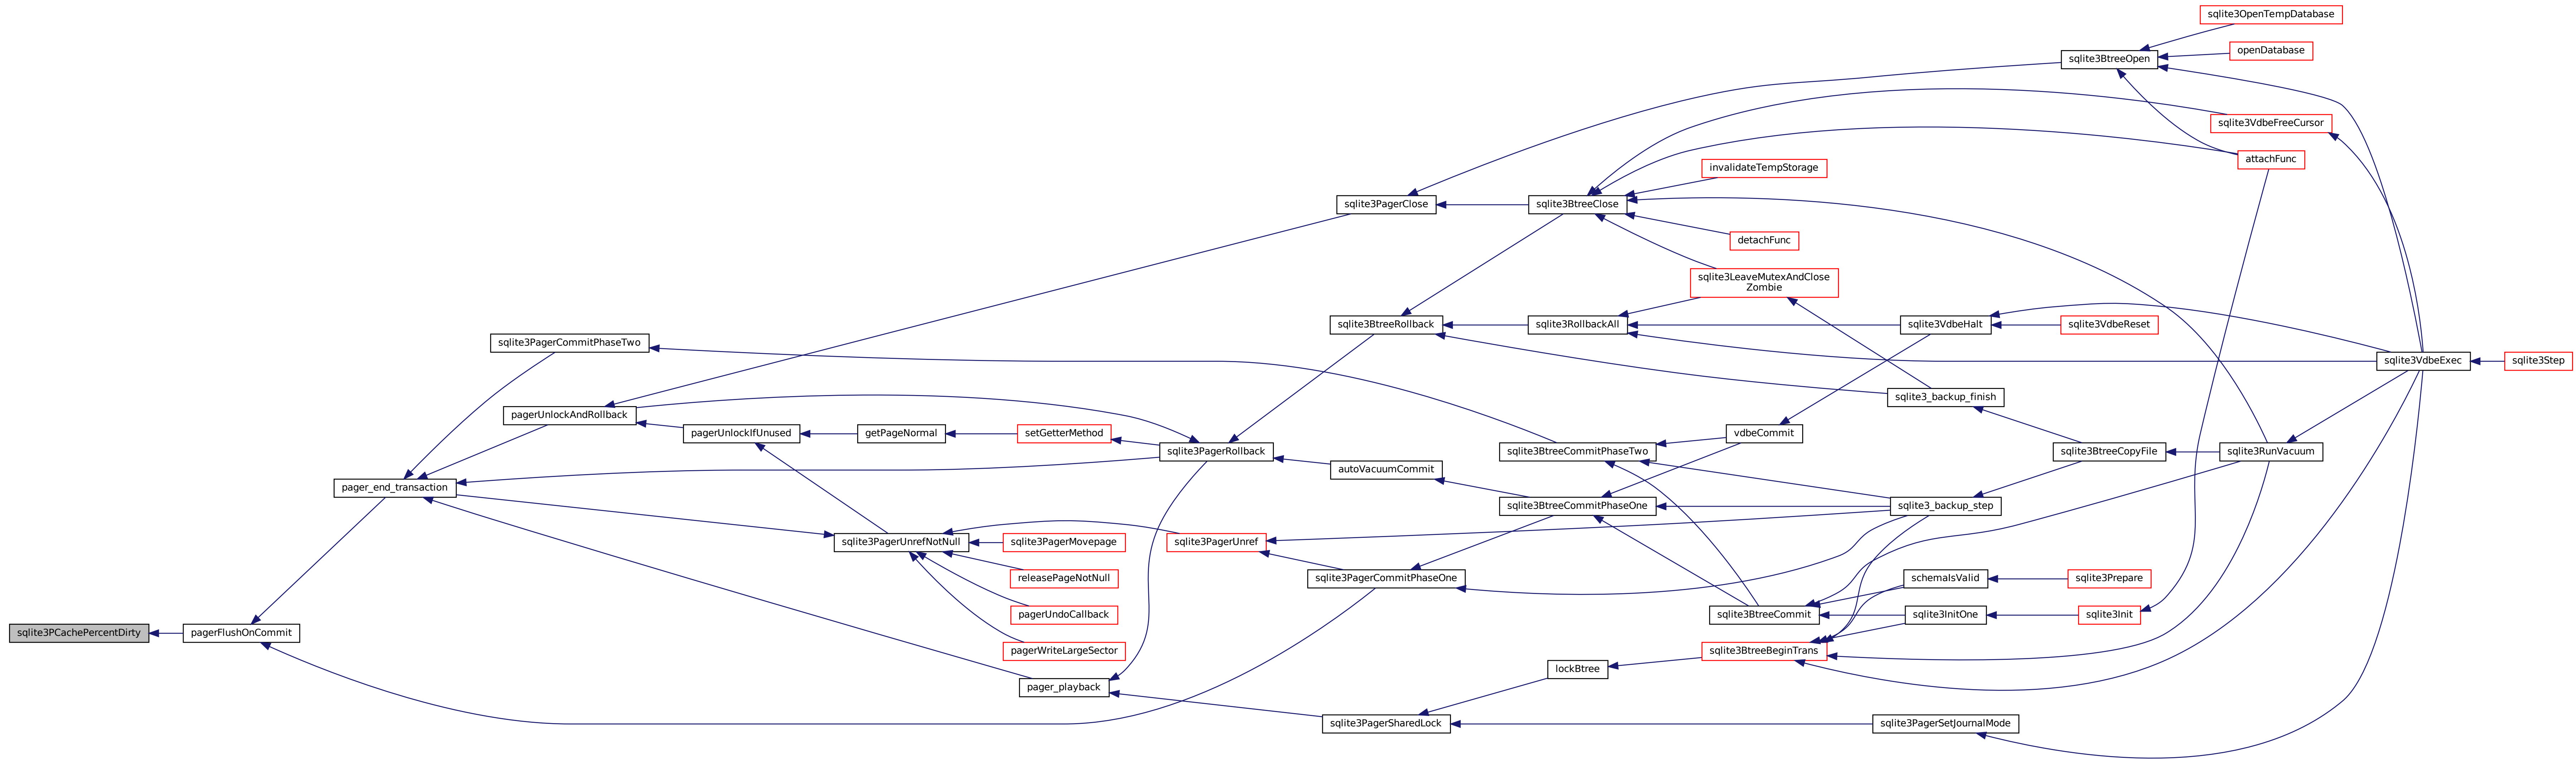 sqlite3OpenTempDatabase
openDatabase
sqlite3BtreeOpen
sqlite3VdbeFreeCursor
attachFunc
invalidateTempStorage
sqlite3PagerClose
sqlite3BtreeClose
detachFunc
sqlite3LeaveMutexAndClose
Zombie
sqlite3BtreeRollback
sqlite3RollbackAll
sqlite3VdbeHalt
sqlite3VdbeReset
sqlite3PagerCommitPhaseTwo
sqlite3VdbeExec
sqlite3Step
sqlite3_backup_finish
pagerUnlockAndRollback
pagerUnlockIfUnused
getPageNormal
setGetterMethod
vdbeCommit
sqlite3PagerRollback
sqlite3BtreeCommitPhaseTwo
sqlite3BtreeCopyFile
sqlite3RunVacuum
autoVacuumCommit
pager_end_transaction
sqlite3BtreeCommitPhaseOne
sqlite3_backup_step
sqlite3PagerUnrefNotNull
sqlite3PagerMovepage
sqlite3PagerUnref
releasePageNotNull
sqlite3PagerCommitPhaseOne
schemaIsValid
sqlite3Prepare
pagerUndoCallback
sqlite3BtreeCommit
sqlite3InitOne
sqlite3Init
sqlite3PCachePercentDirty
pagerFlushOnCommit
pagerWriteLargeSector
sqlite3BtreeBeginTrans
lockBtree
pager_playback
sqlite3PagerSharedLock
sqlite3PagerSetJournalMode